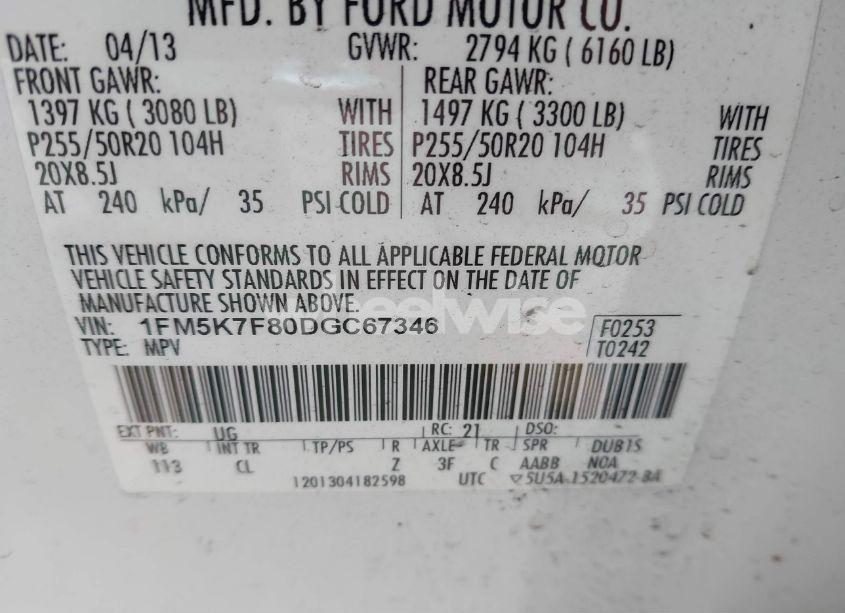 MFD. BY FORD MOTOR CO.
DATE: 04/13 GVWR: 2794 KG ( 6160 LB)
FRONT GAWR: REAR GAWR:
1397 KG ( 3080 LB) WITH 1497 KG ( 3300 LB) WITH
P255/50R20 104H TIRES P255/50R20 104H TIRES
20X8.5J RIMS 20X8.5J RIMS
AT 240 kPa/ 35 PSI COLD AT 240 kPa/ 35 PSI COLD
THIS VEHICLE CONFORMS TO ALL APPLICABLE FEDERAL MOTOR
VEHICLE SAFETY STANDARDS IN EFFECT ON THE DATE OF
MANUFACTURE SHOWN ABOVE.
VIN: 1FM5K7F80DGC67346 F0253
TYPE: MPV T0242
EXT PNT: UG RC: 21 DSO:
WB INT TR TP/PS R AXLE TR SPR DUB1S
113 CL Z 3F C AABB NOA
1201304182598 UTC 5U5A-1520472-BA